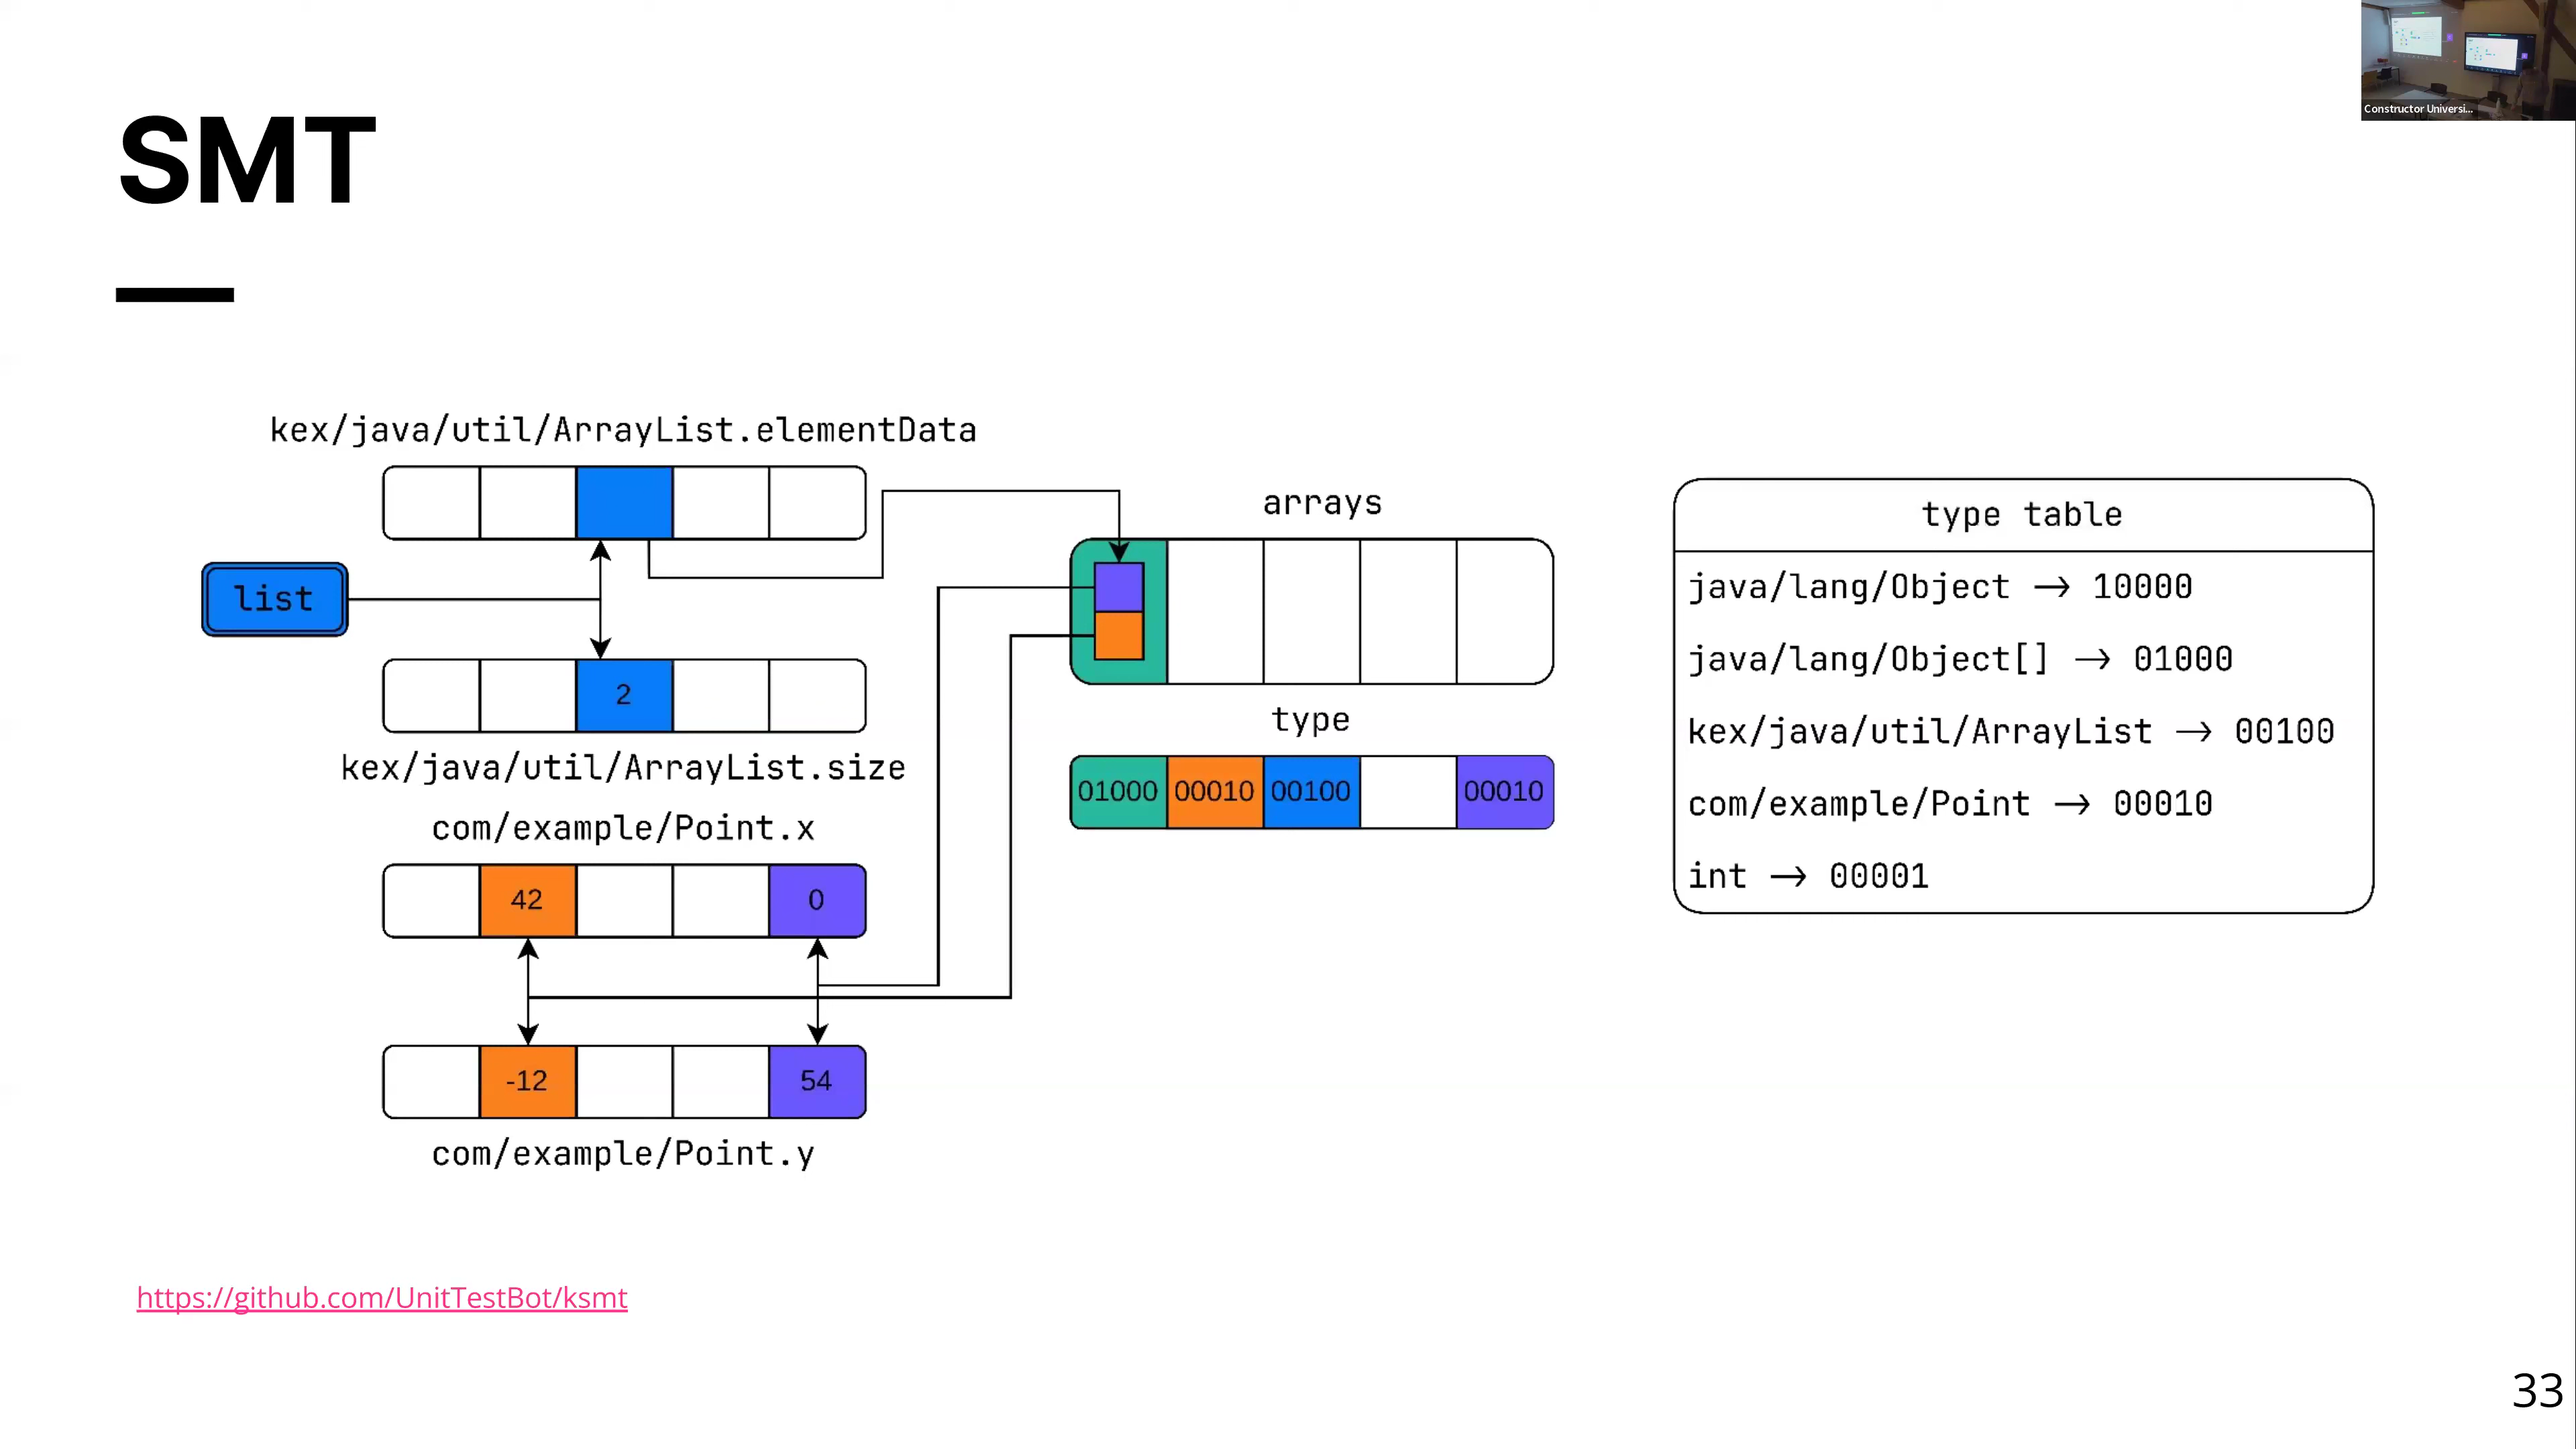 Constructor Universi...
SMT
kex/java/util/ArrayList.elementData
list
2
kex/java/util/ArrayList.size
com/example/Point.x
42 0
-12 54
com/example/Point.y
arrays
type
01000 00010 00100 00010
type table
java/lang/Object → 10000
java/lang/Object[] → 01000
kex/java/util/ArrayList → 00100
com/example/Point → 00010
int → 00001
https://github.com/UnitTestBot/ksmt
33